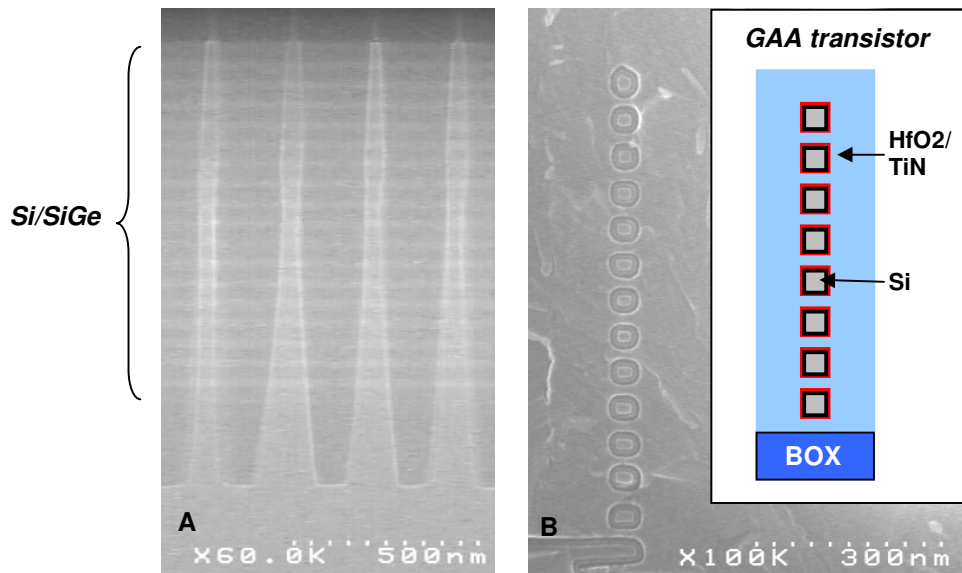 Si/SiGe
A
X60.0K 500nm
B
X100K 300nm
GAA transistor
HfO2/
TiN
Si
BOX